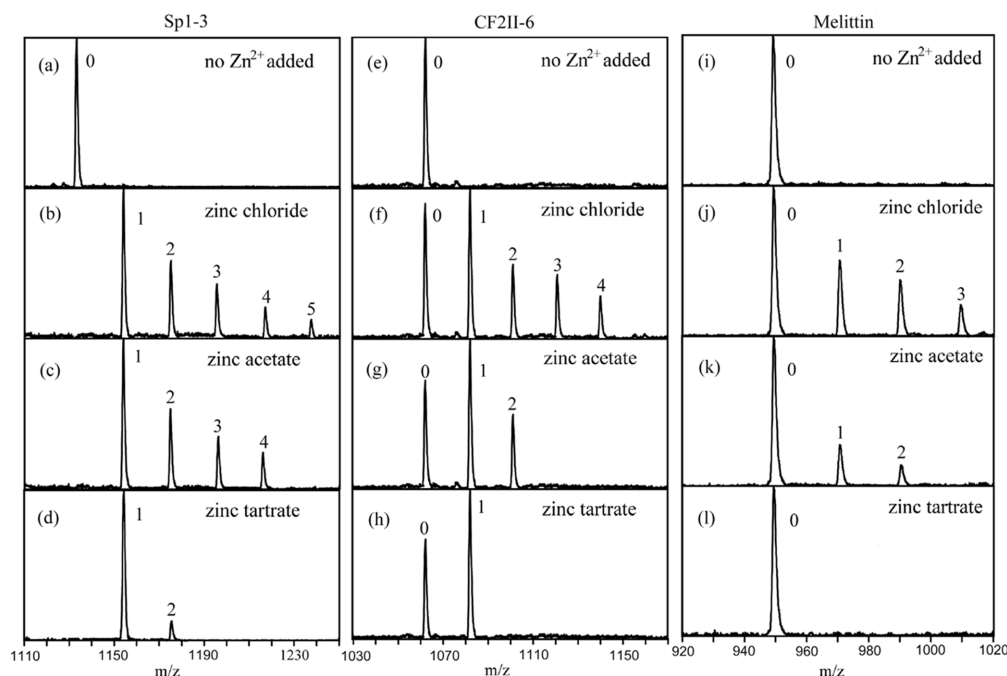 Sp1-3 CF2II-6 Melittin
(a) 0 no Zn²⁺ added (e) 0 no Zn²⁺ added (i) 0 no Zn²⁺ added
(b) zinc chloride (f) zinc chloride (j) zinc chloride
1 2 3 4 5 0 1 2 3 4 0 1 2 3
(c) zinc acetate (g) zinc acetate (k) zinc acetate
1 2 3 4 0 1 2 0 1 2
(d) zinc tartrate (h) zinc tartrate (l) zinc tartrate
1 2 0 1 0
1110 1150 1190 1230 1030 1070 1110 1150 920 940 960 980 1000 1020
m/z m/z m/z